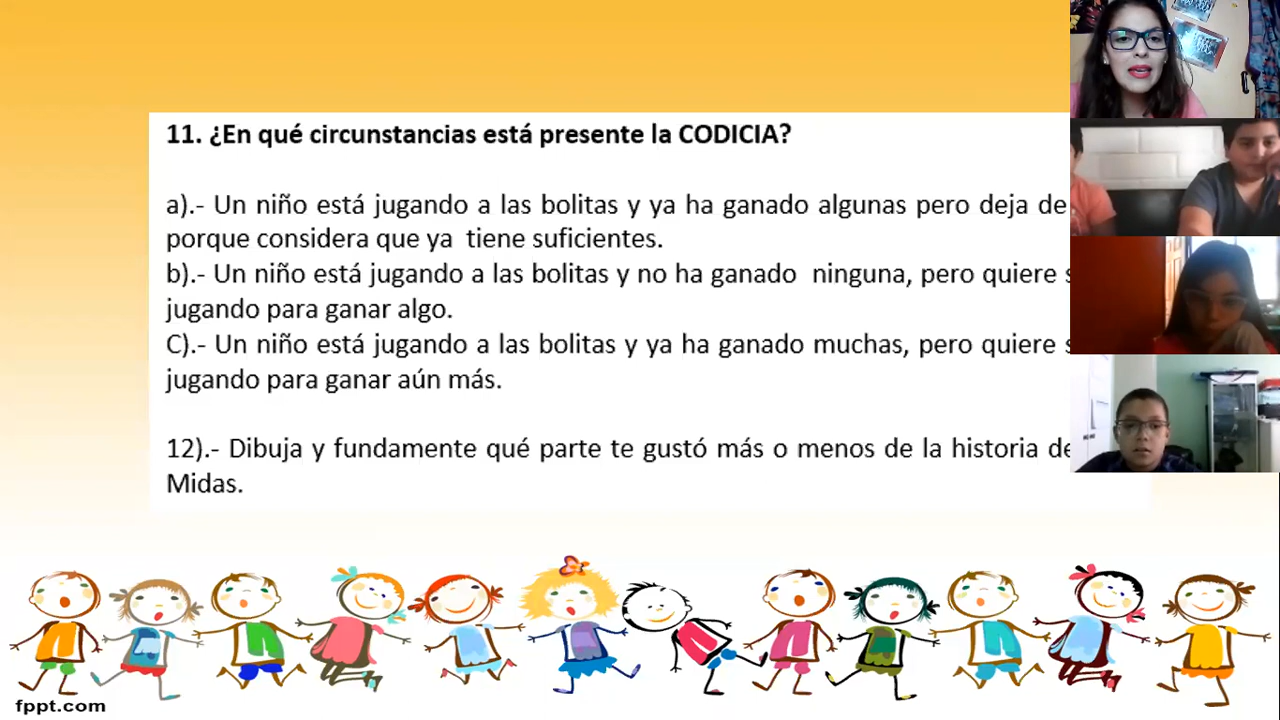 11. ¿En qué circunstancias está presente la CODICIA?
a).- Un niño está jugando a las bolitas y ya ha ganado algunas pero deja de
porque considera que ya tiene suficientes.
b).- Un niño está jugando a las bolitas y no ha ganado ninguna, pero quiere
jugando para ganar algo.
C).- Un niño está jugando a las bolitas y ya ha ganado muchas, pero quiere
jugando para ganar aún más.
12).- Dibuja y fundamente qué parte te gustó más o menos de la historia
Midas.
fppt.com